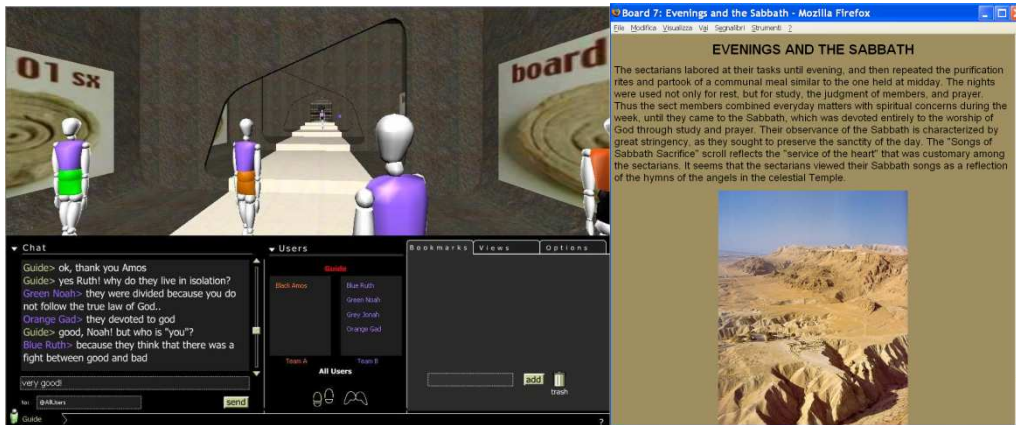 01 sx
board
Chat
Guide> ok, thank you Amos
Guide> yes Ruth! why do they live in isolation?
Green Noah> they were divided because you do
not follow the true law of God..
Orange Gad> they devoted to god
Guide> good, Noah! but who is "you"?
Blue Ruth> because they think that there was a
fight between good and bad
very good!
to: @AllUsers
send
Guide
Users
Guide
Black Amos
Blue Ruth
Green Noah
Grey Jonah
Orange Gad
Team A Team B
All Users
Bookmarks Views Options
add
trash
?
Board 7: Evenings and the Sabbath - Mozilla Firefox
File Modifica Visualizza Vai Segnalibri Strumenti ?
EVENINGS AND THE SABBATH
The sectarians labored at their tasks until evening, and then repeated the purification
rites and partook of a communal meal similar to the one held at midday. The nights
were used not only for rest, but for study, the judgment of members, and prayer.
Thus the sect members combined everyday matters with spiritual concerns during the
week, until they came to the Sabbath, which was devoted entirely to the worship of
God through study and prayer. Their observance of the Sabbath is characterized by
great stringency, as they sought to preserve the sanctity of the day. The "Songs of
Sabbath Sacrifice" scroll reflects the "service of the heart" that was customary among
the sectarians. It seems that the sectarians viewed their Sabbath songs as a reflection
of the hymns of the angels in the celestial Temple.